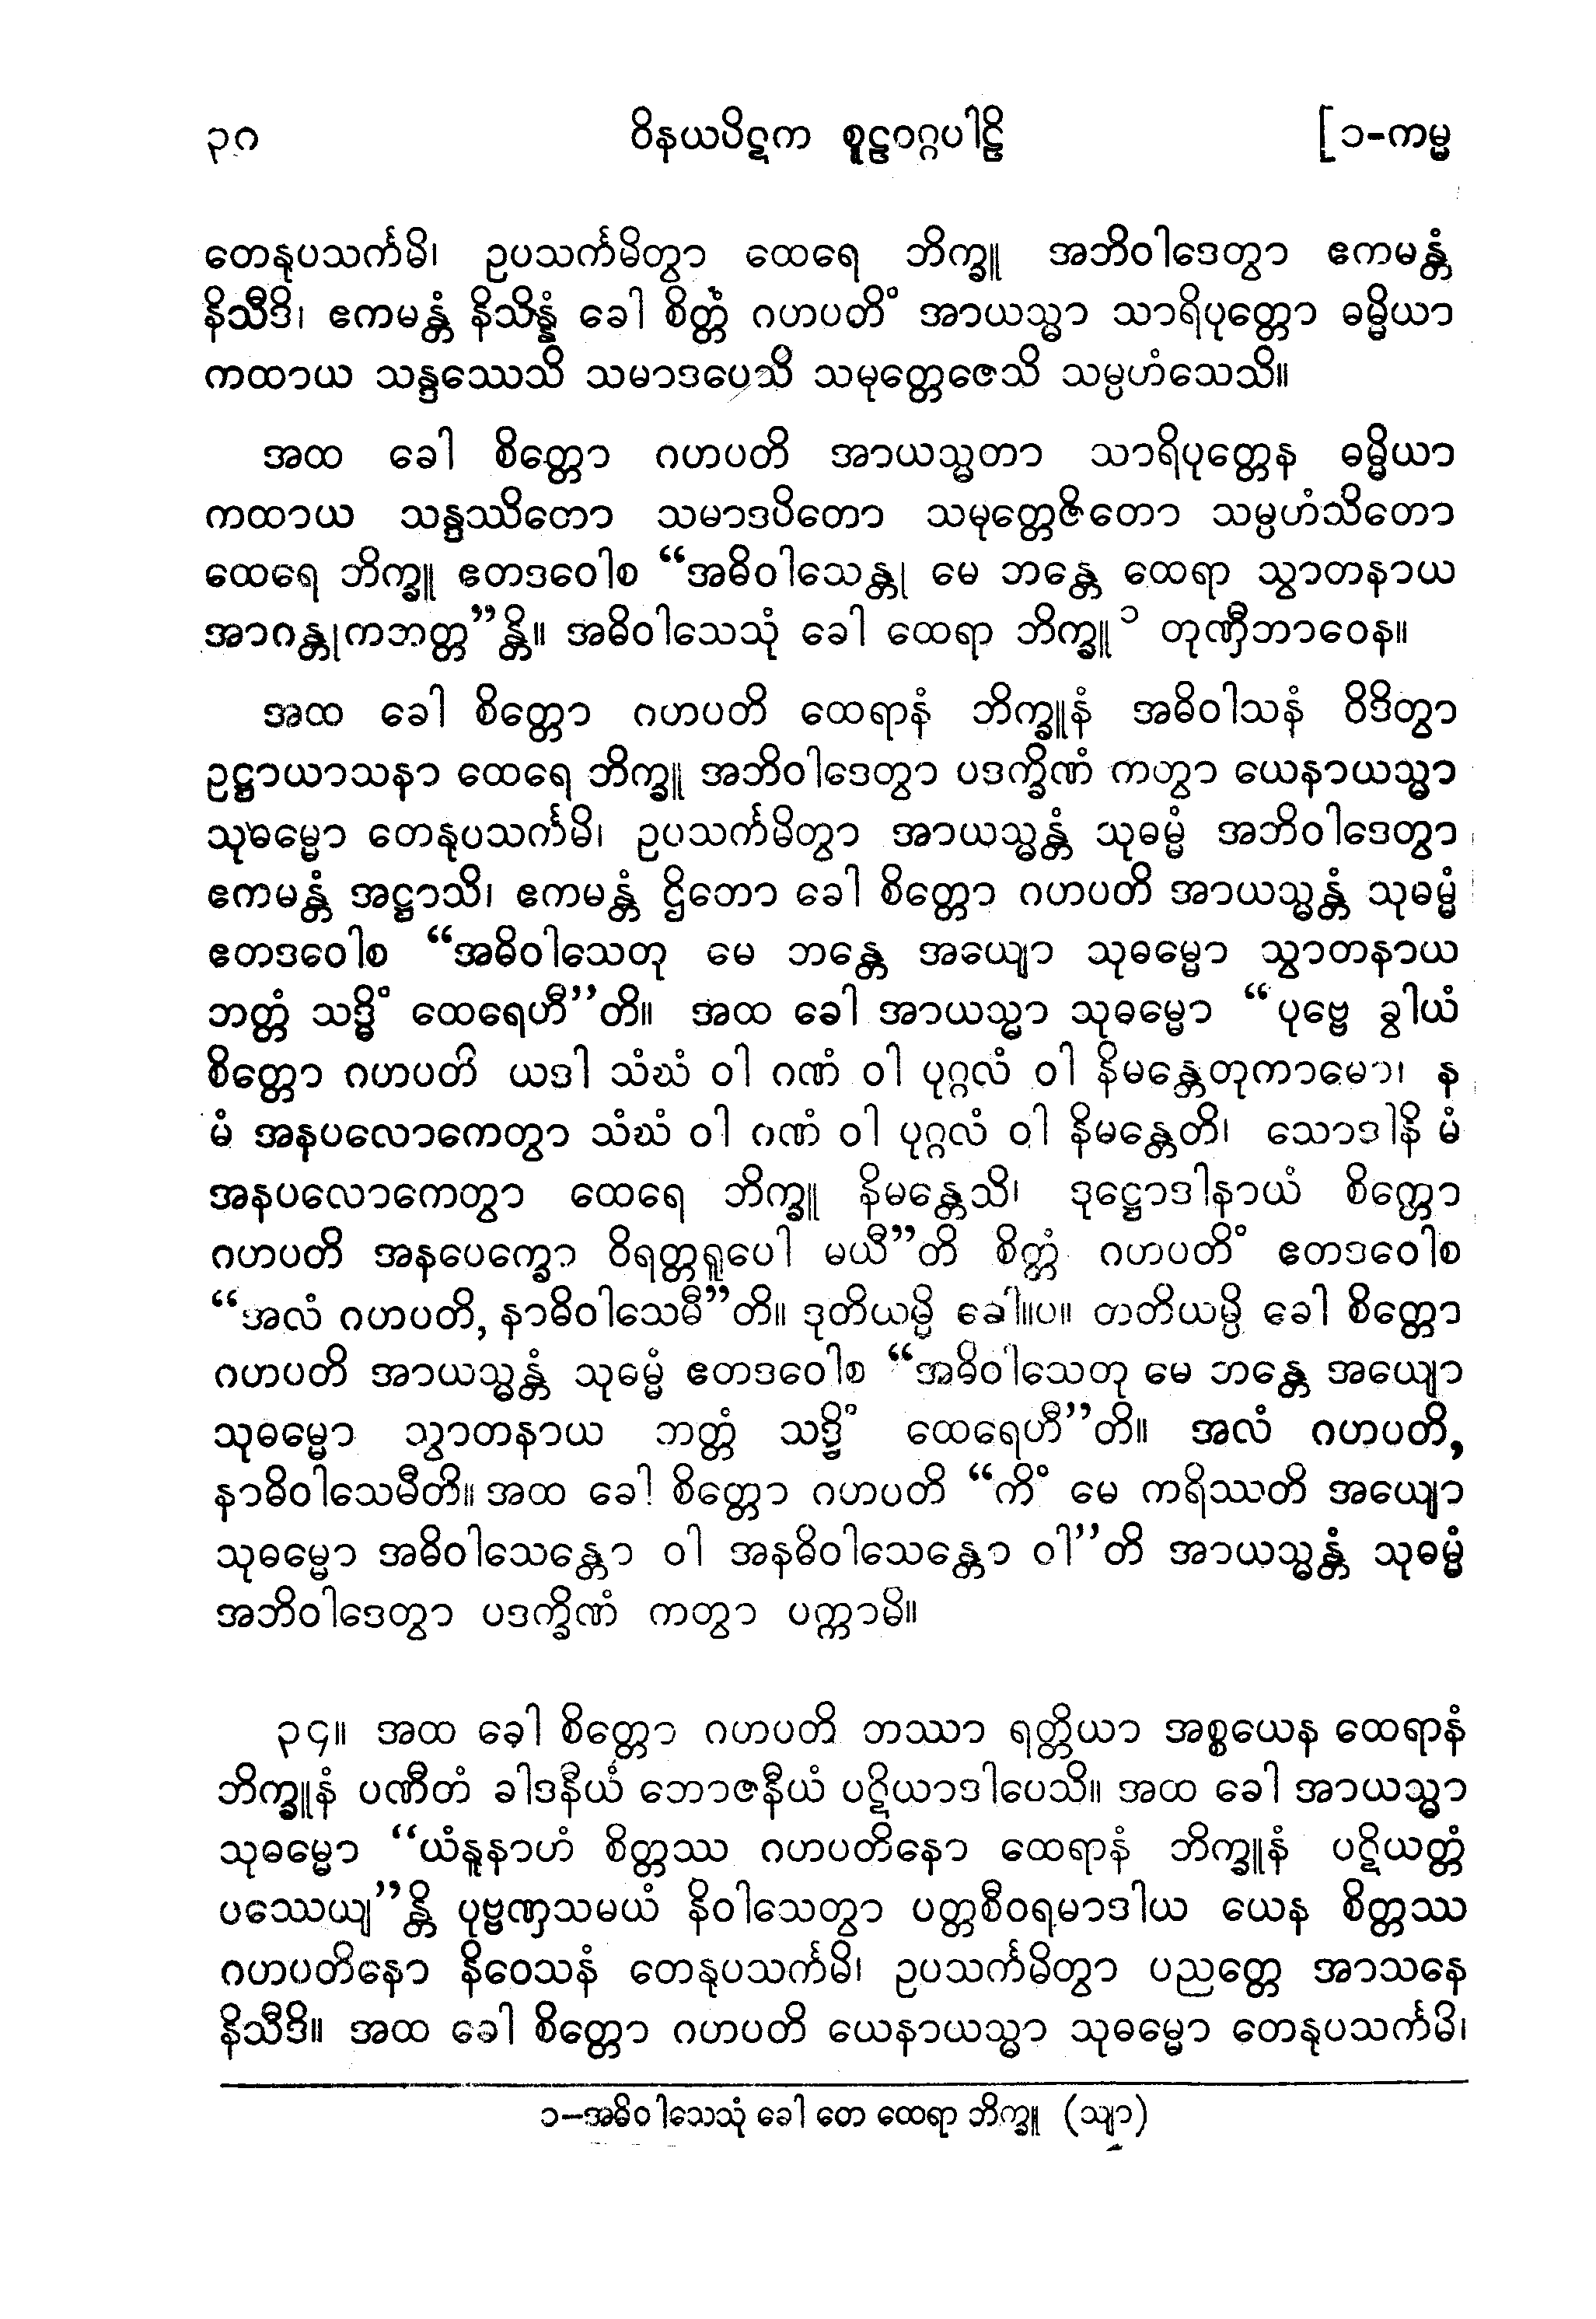 ၃၈ ဝိနယပိဋက စူဠဝဂ္ဂပါဠိ [၁-ကမ္မ
တေနုပသင်္ကမိ၊ ဥပသင်္ကမိတွာ ထေရေ ဘိက္ခူ အဘိဝါဒေတွာ ဧကမန္တံ
နိသီဒိ၊ ဧကမန္တံ နိသိန္နံ ခေါ စိတ္တံ ဂဟပတိံ အာယသ္မာ သာရိပုတ္တော ဓမ္မိယာ
ကထာယ သန္ဒဿေသိ သမာဒပေသိ သမုတ္တေဇေသိ သမ္ပဟံသေသိ။
အထ ခေါ စိတ္တော ဂဟပတိ အာယသ္မတာ သာရိပုတ္တေန ဓမ္မိယာ
ကထာယ သန္ဒဿိတော သမာဒပိတော သမုတ္တေဇိတော သမ္ပဟံသိတော
ထေရေ ဘိက္ခူ ဧတဒဝေါစ “အဓိဝါသေန္တု မေ ဘန္တေ ထေရာ သွာတနာယ
အာဂန္တုကဘတ္တ”န္တိ။ အဓိဝါသေသုံ ခေါ ထေရာ ဘိက္ခူ ၁ တုဏှီဘာဝေန။
အထ ခေါ စိတ္တော ဂဟပတိ ထေရာနံ ဘိက္ခူနံ အဓိဝါသနံ ဝိဒိတွာ
ဥဋ္ဌာယာသနာ ထေရေ ဘိက္ခူ အဘိဝါဒေတွာ ပဒက္ခိဏံ ကတွာ ယေနာယသ္မာ
သုဓမ္မော တေနုပသင်္ကမိ၊ ဥပသင်္ကမိတွာ အာယသ္မန္တံ သုဓမ္မံ အဘိဝါဒေတွာ
ဧကမန္တံ အဋ္ဌာသိ၊ ဧကမန္တံ ဌိတော ခေါ စိတ္တော ဂဟပတိ အာယသ္မန္တံ သုဓမ္မံ
ဧတဒဝေါစ “အဓိဝါသေတု မေ ဘန္တေ အယျော သုဓမ္မော သွာတနာယ
ဘတ္တံ သဒ္ဓိံ ထေရေဟီ”တိ။ အထ ခေါ အာယသ္မာ သုဓမ္မော “ပုဗ္ဗေ ခွါယံ
စိတ္တော ဂဟပတိ ယဒါ သံဃံ ဝါ ဂဏံ ဝါ ပုဂ္ဂလံ ဝါ နိမန္တေတုကာမော၊ န
မံ အနပလောကေတွာ သံဃံ ဝါ ဂဏံ ဝါ ပုဂ္ဂလံ ဝါ နိမန္တေတိ၊ သောဒါနိ မံ
အနပလောကေတွာ ထေရေ ဘိက္ခူ နိမန္တေသိ၊ ဒုဋ္ဌောဒါနာယံ စိတ္တော
ဂဟပတိ အနပေက္ခော ဝိရတ္တရူပေါ မယီ”တိ စိတ္တံ ဂဟပတိံ ဧတဒဝေါစ
“အလံ ဂဟပတိ, နာဓိဝါသေမီ”တိ။ ဒုတိယမ္ပိ ခေါ။ပ။ တတိယမ္ပိ ခေါ စိတ္တော
ဂဟပတိ အာယသ္မန္တံ သုဓမ္မံ ဧတဒဝေါစ “အဓိဝါသေတု မေ ဘန္တေ အယျော
သုဓမ္မော သွာတနာယ ဘတ္တံ သဒ္ဓိံ ထေရေဟီ”တိ။ အလံ ဂဟပတိ,
နာဓိဝါသေမီတိ။ အထ ခေါ စိတ္တော ဂဟပတိ “ကိံ မေ ကရိဿတိ အယျော
သုဓမ္မော အဓိဝါသေန္တော ဝါ အနဓိဝါသေန္တော ဝါ”တိ အာယသ္မန္တံ သုဓမ္မံ
အဘိဝါဒေတွာ ပဒက္ခိဏံ ကတွာ ပက္ကာမိ။
၃၄။ အထ ခေါ စိတ္တော ဂဟပတိ တဿာ ရတ္တိယာ အစ္စယေန ထေရာနံ
ဘိက္ခူနံ ပဏီတံ ခါဒနီယံ ဘောဇနီယံ ပဋိယာဒါပေသိ။ အထ ခေါ အာယသ္မာ
သုဓမ္မော “ယံနူနာဟံ စိတ္တဿ ဂဟပတိနော ထေရာနံ ဘိက္ခူနံ ပဋိယတ္တံ
ပဿေယျ”န္တိ ပုဗ္ဗဏှသမယံ နိဝါသေတွာ ပတ္တစီဝရမာဒါယ ယေန စိတ္တဿ
ဂဟပတိနော နိဝေသနံ တေနုပသင်္ကမိ၊ ဥပသင်္ကမိတွာ ပညတ္တေ အာသနေ
နိသီဒိ။ အထ ခေါ စိတ္တော ဂဟပတိ ယေနာယသ္မာ သုဓမ္မော တေနုပသင်္ကမိ၊
၁−အဓိဝါသေသုံ ခေါ တေ ထေရာ ဘိက္ခူ (သျာ)